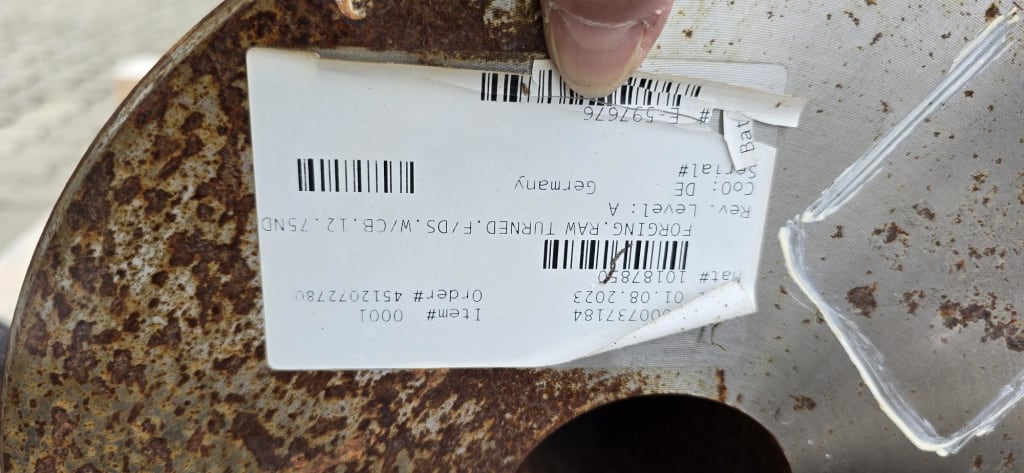 000737184 Item# 0001
01.08.2023 Order# 4512072780
Mat# 10187850
FORGING.RAW TURNED.F/DS.W/CB.12.75ND
Rev. Level: A
CoO: DE Germany
Serial#
Bat
# E-597676